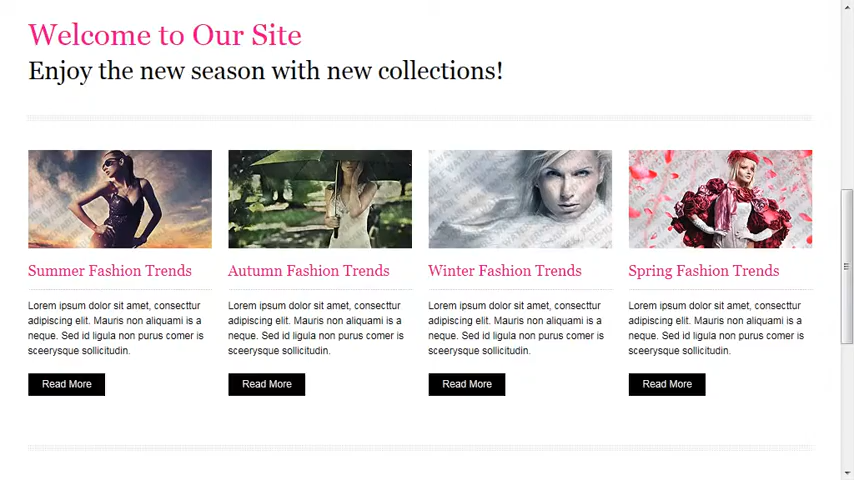 Welcome to Our Site
Enjoy the new season with new collections!
Summer Fashion Trends
Lorem ipsum dolor sit amet, consecttur
adipiscing elit. Mauris non aliquami is a
neque. Sed id ligula non purus comer is
sceerysque sollicitudin.
Read More
Autumn Fashion Trends
Lorem ipsum dolor sit amet, consecttur
adipiscing elit. Mauris non aliquami is a
neque. Sed id ligula non purus comer is
sceerysque sollicitudin.
Read More
Winter Fashion Trends
Lorem ipsum dolor sit amet, consecttur
adipiscing elit. Mauris non aliquami is a
neque. Sed id ligula non purus comer is
sceerysque sollicitudin.
Read More
Spring Fashion Trends
Lorem ipsum dolor sit amet, consecttur
adipiscing elit. Mauris non aliquami is a
neque. Sed id ligula non purus comer is
sceerysque sollicitudin.
Read More